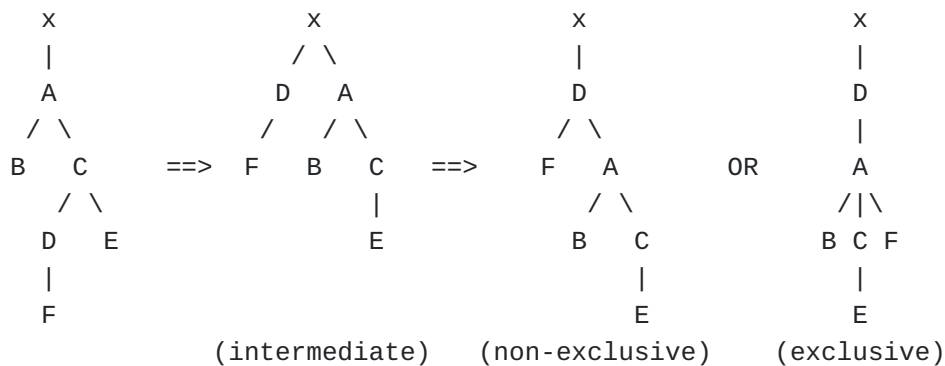 x                x                x                 x
     |               / \               |                 |
     A              D   A              D                 D
    / \            /   / \            / \                |
   B   C     ==>  F   B   C    ==>   F   A       OR      A
      / \                 |             / \             /|\
     D   E                E            B   C           B C F
     |                                     |             |
     F                                     E             E
                (intermediate)   (non-exclusive)    (exclusive)